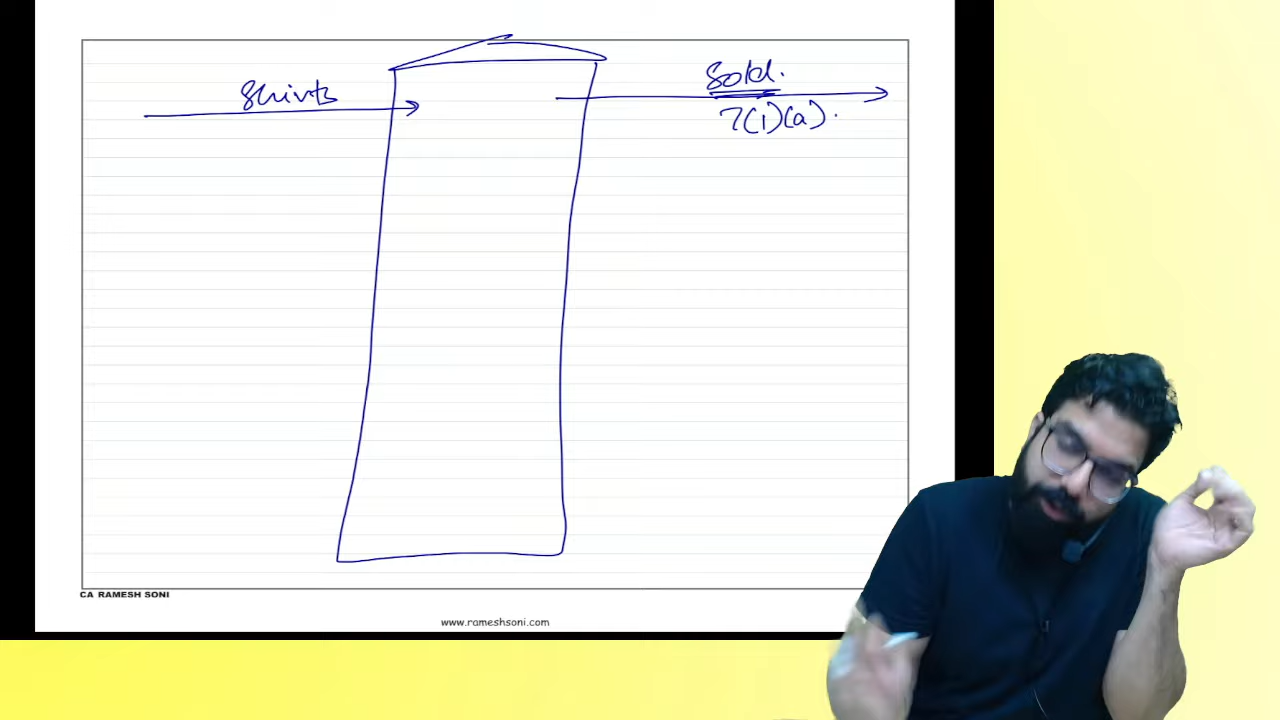 Shirts
Sold.
7(1)(a).
CA RAMESH SONI
www.rameshsoni.com